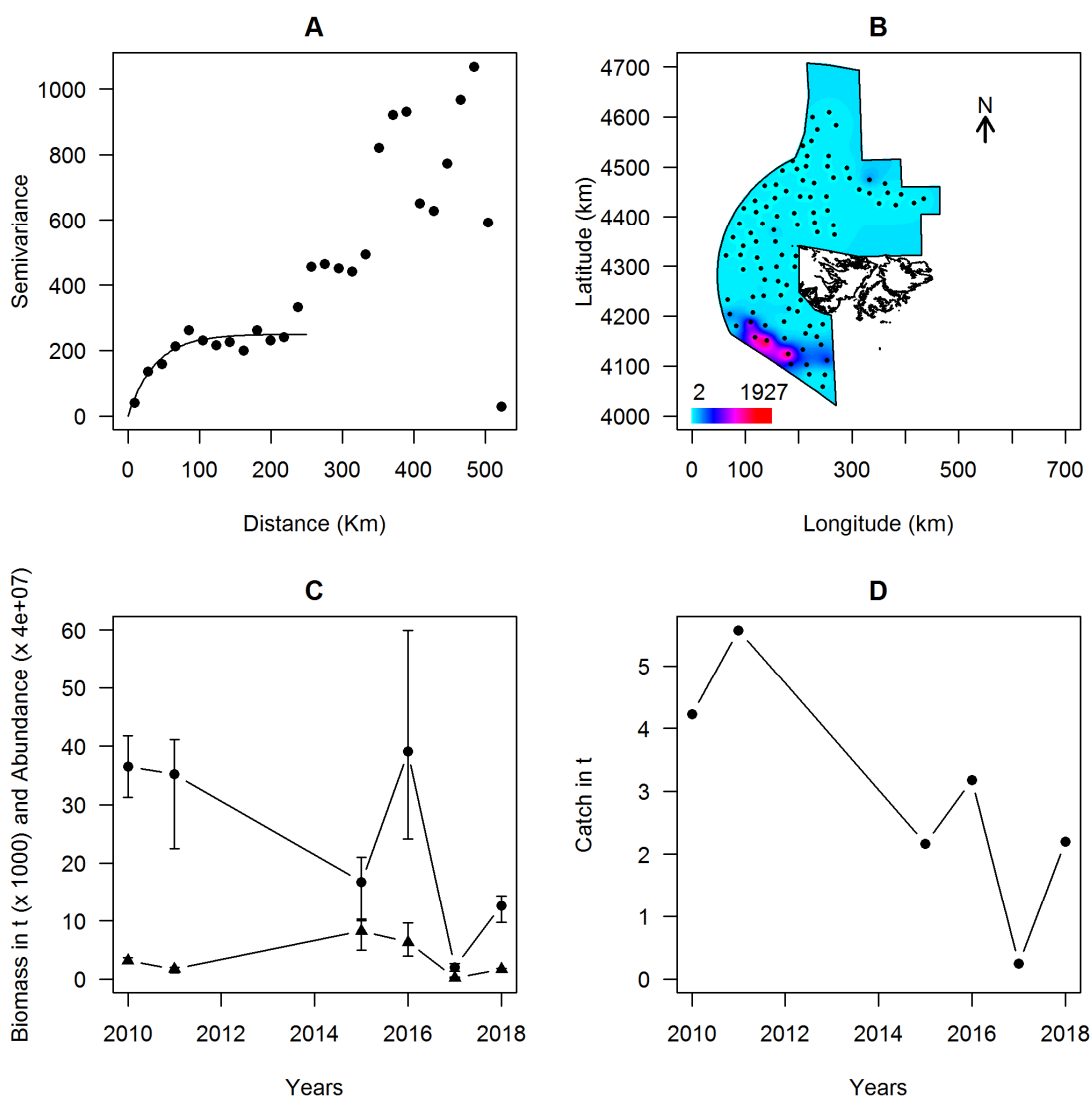 A
Semivariance
1000
800
600
400
200
0
0 100 200 300 400 500
Distance (Km)
B
Latitude (km)
4700
4600
4500
4400
4300
4200
4100
4000
N
2 1927
0 100 300 500 700
Longitude (km)
C
Biomass in t (x 1000) and Abundance (x 4e+07)
60
50
40
30
20
10
0
2010 2012 2014 2016 2018
Years
D
Catch in t
5
4
3
2
1
0
2010 2012 2014 2016 2018
Years